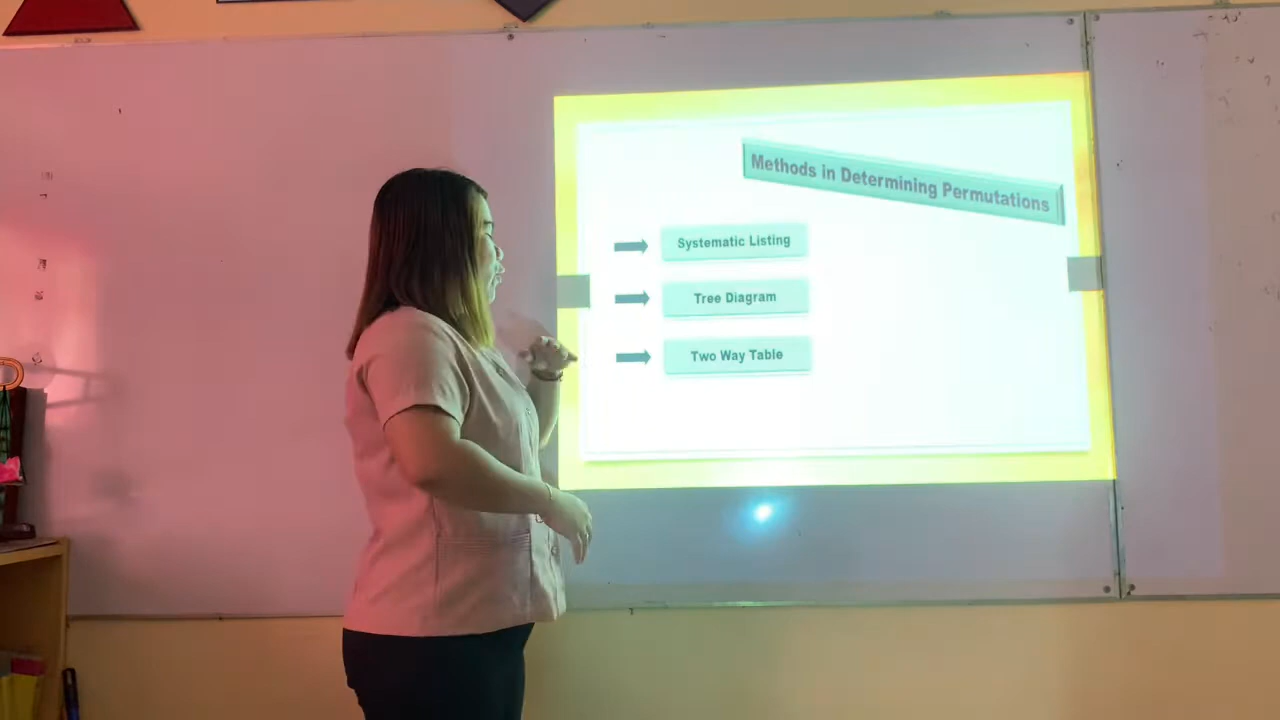 Methods in Determining Permutations
Systematic Listing
Tree Diagram
Two Way Table